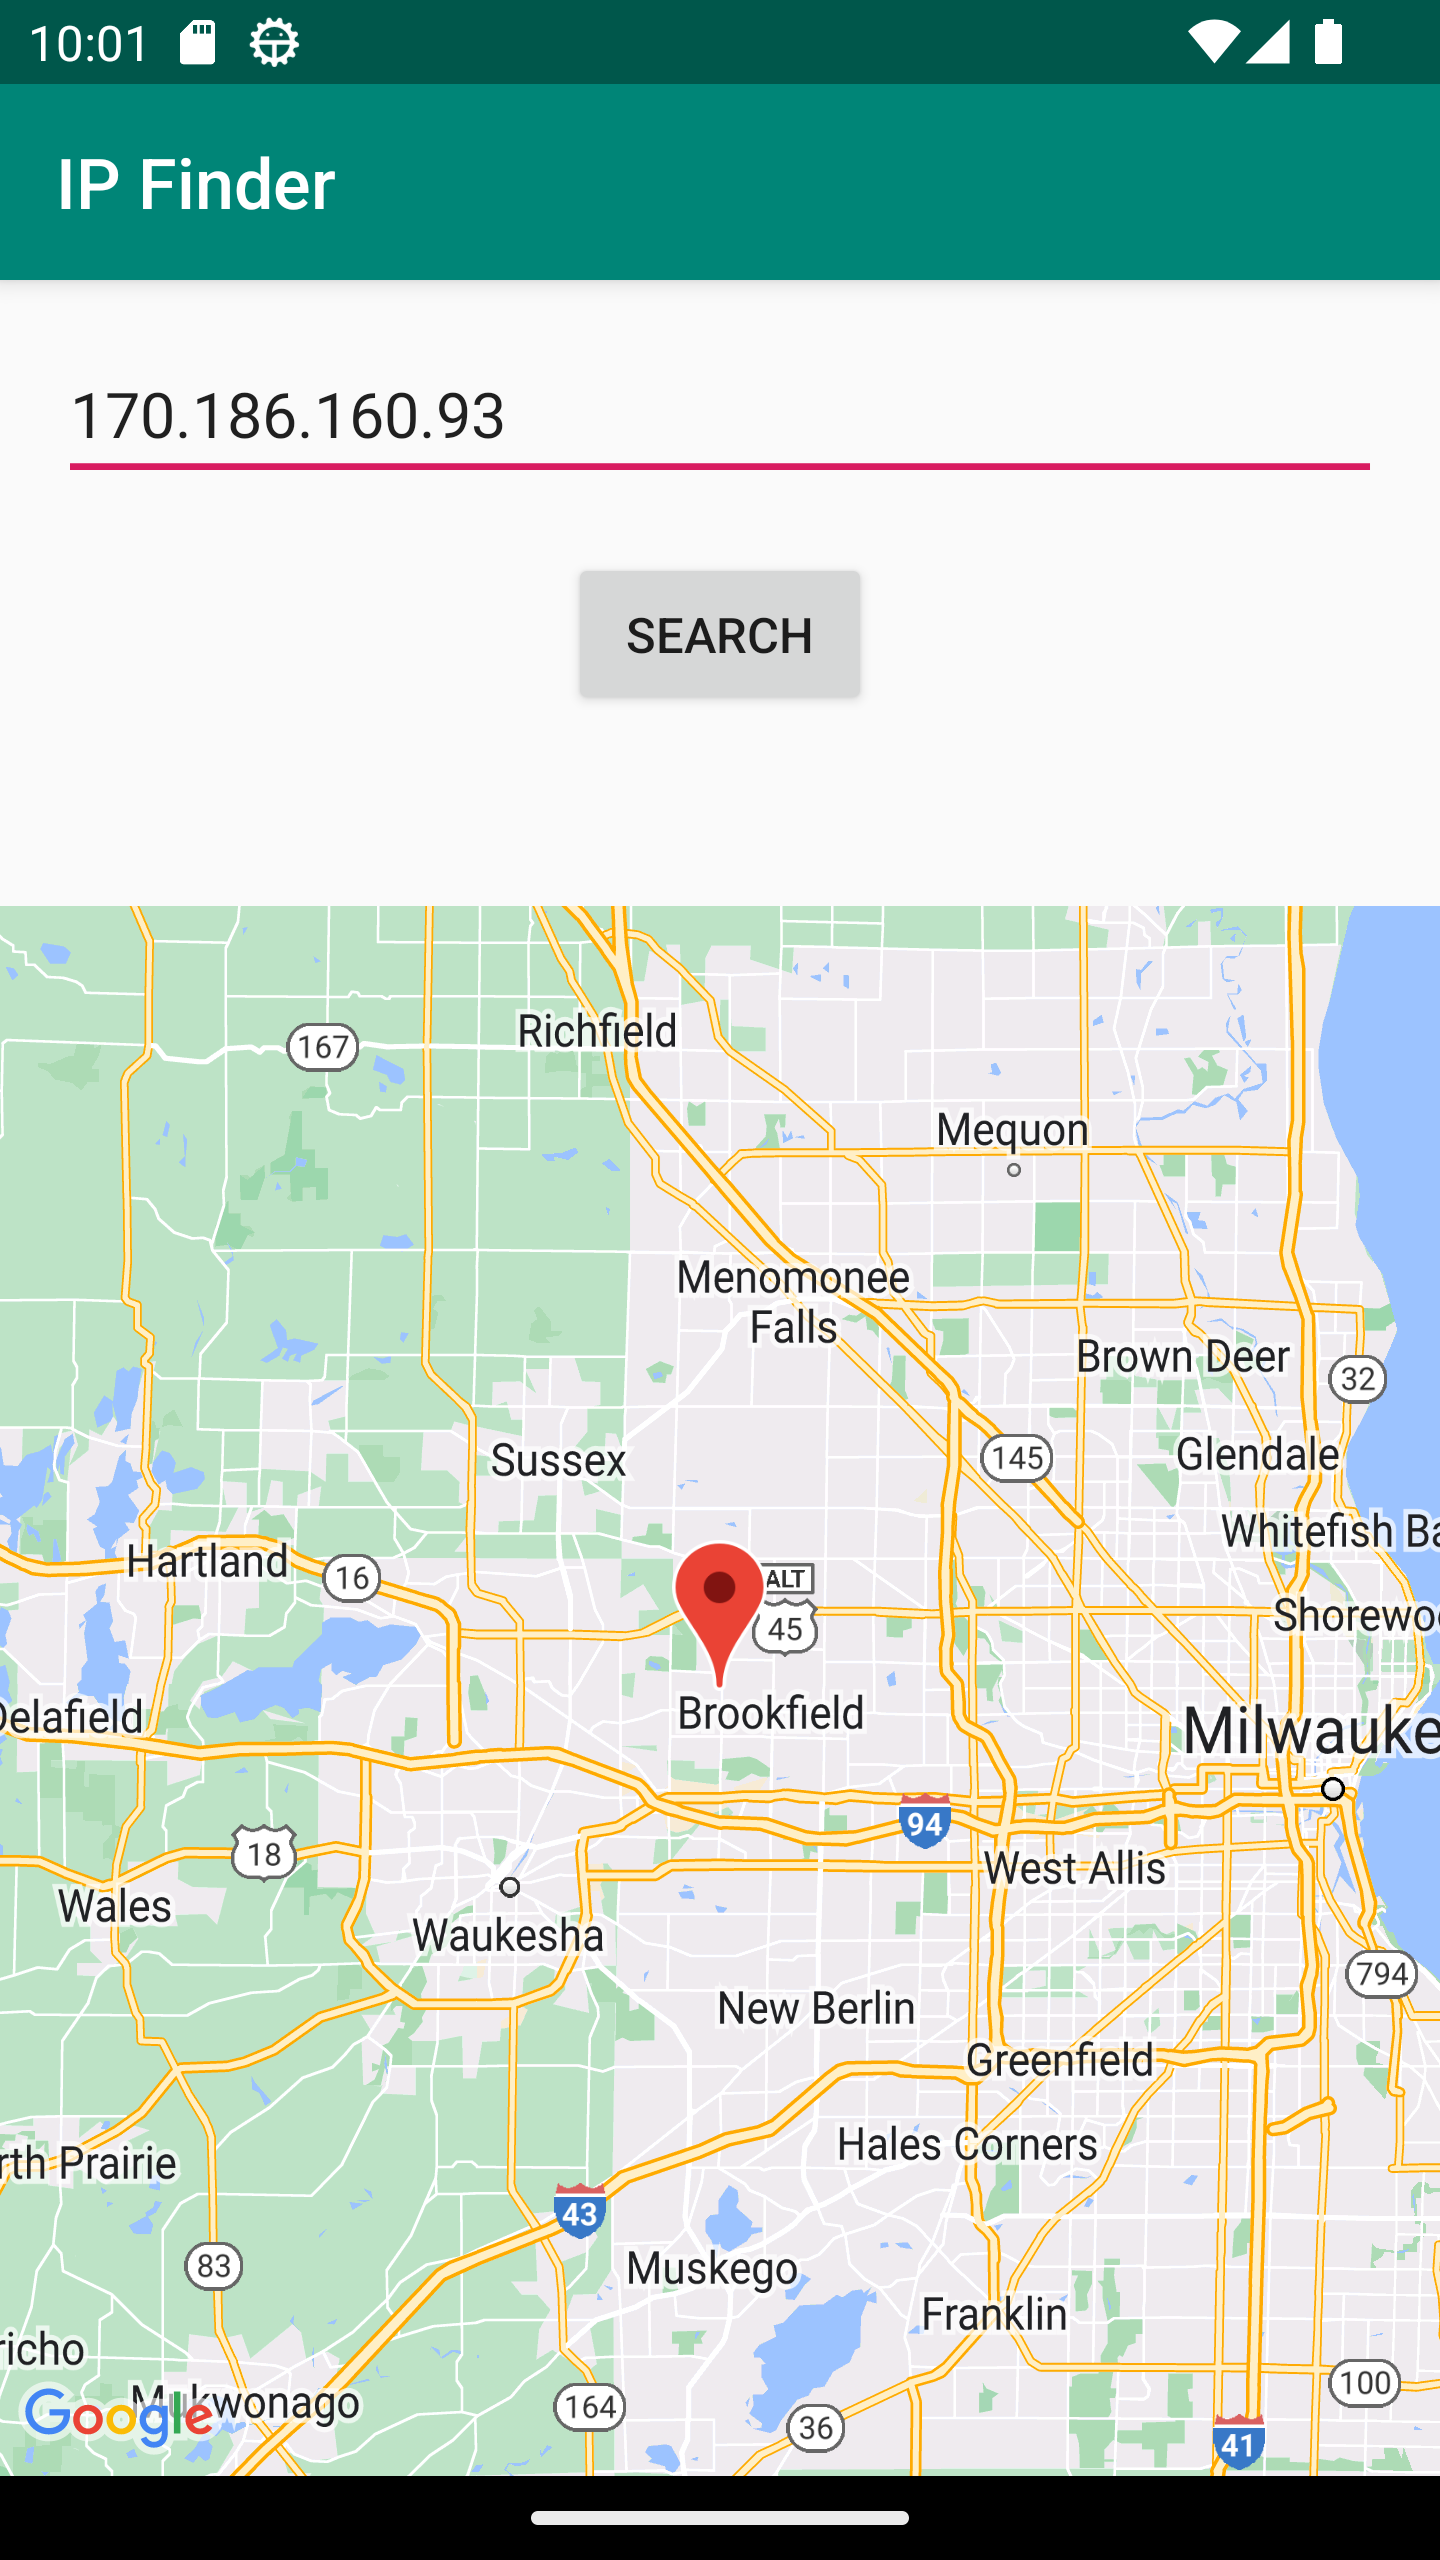 10:01
IP Finder
170.186.160.93
SEARCH
Richfield
167
Mequon
Menomonee
Falls
Brown Deer
32
145
Glendale
Sussex
Whitefish Ba
Hartland
16
ALT
45
Shorewoo
Delafield
Brookfield
Milwauke
94
18
West Allis
Wales
Waukesha
794
New Berlin
Greenfield
Hales Corners
rth Prairie
43
83
Muskego
Franklin
richo
100
Mukwonago
Google
164
36
41